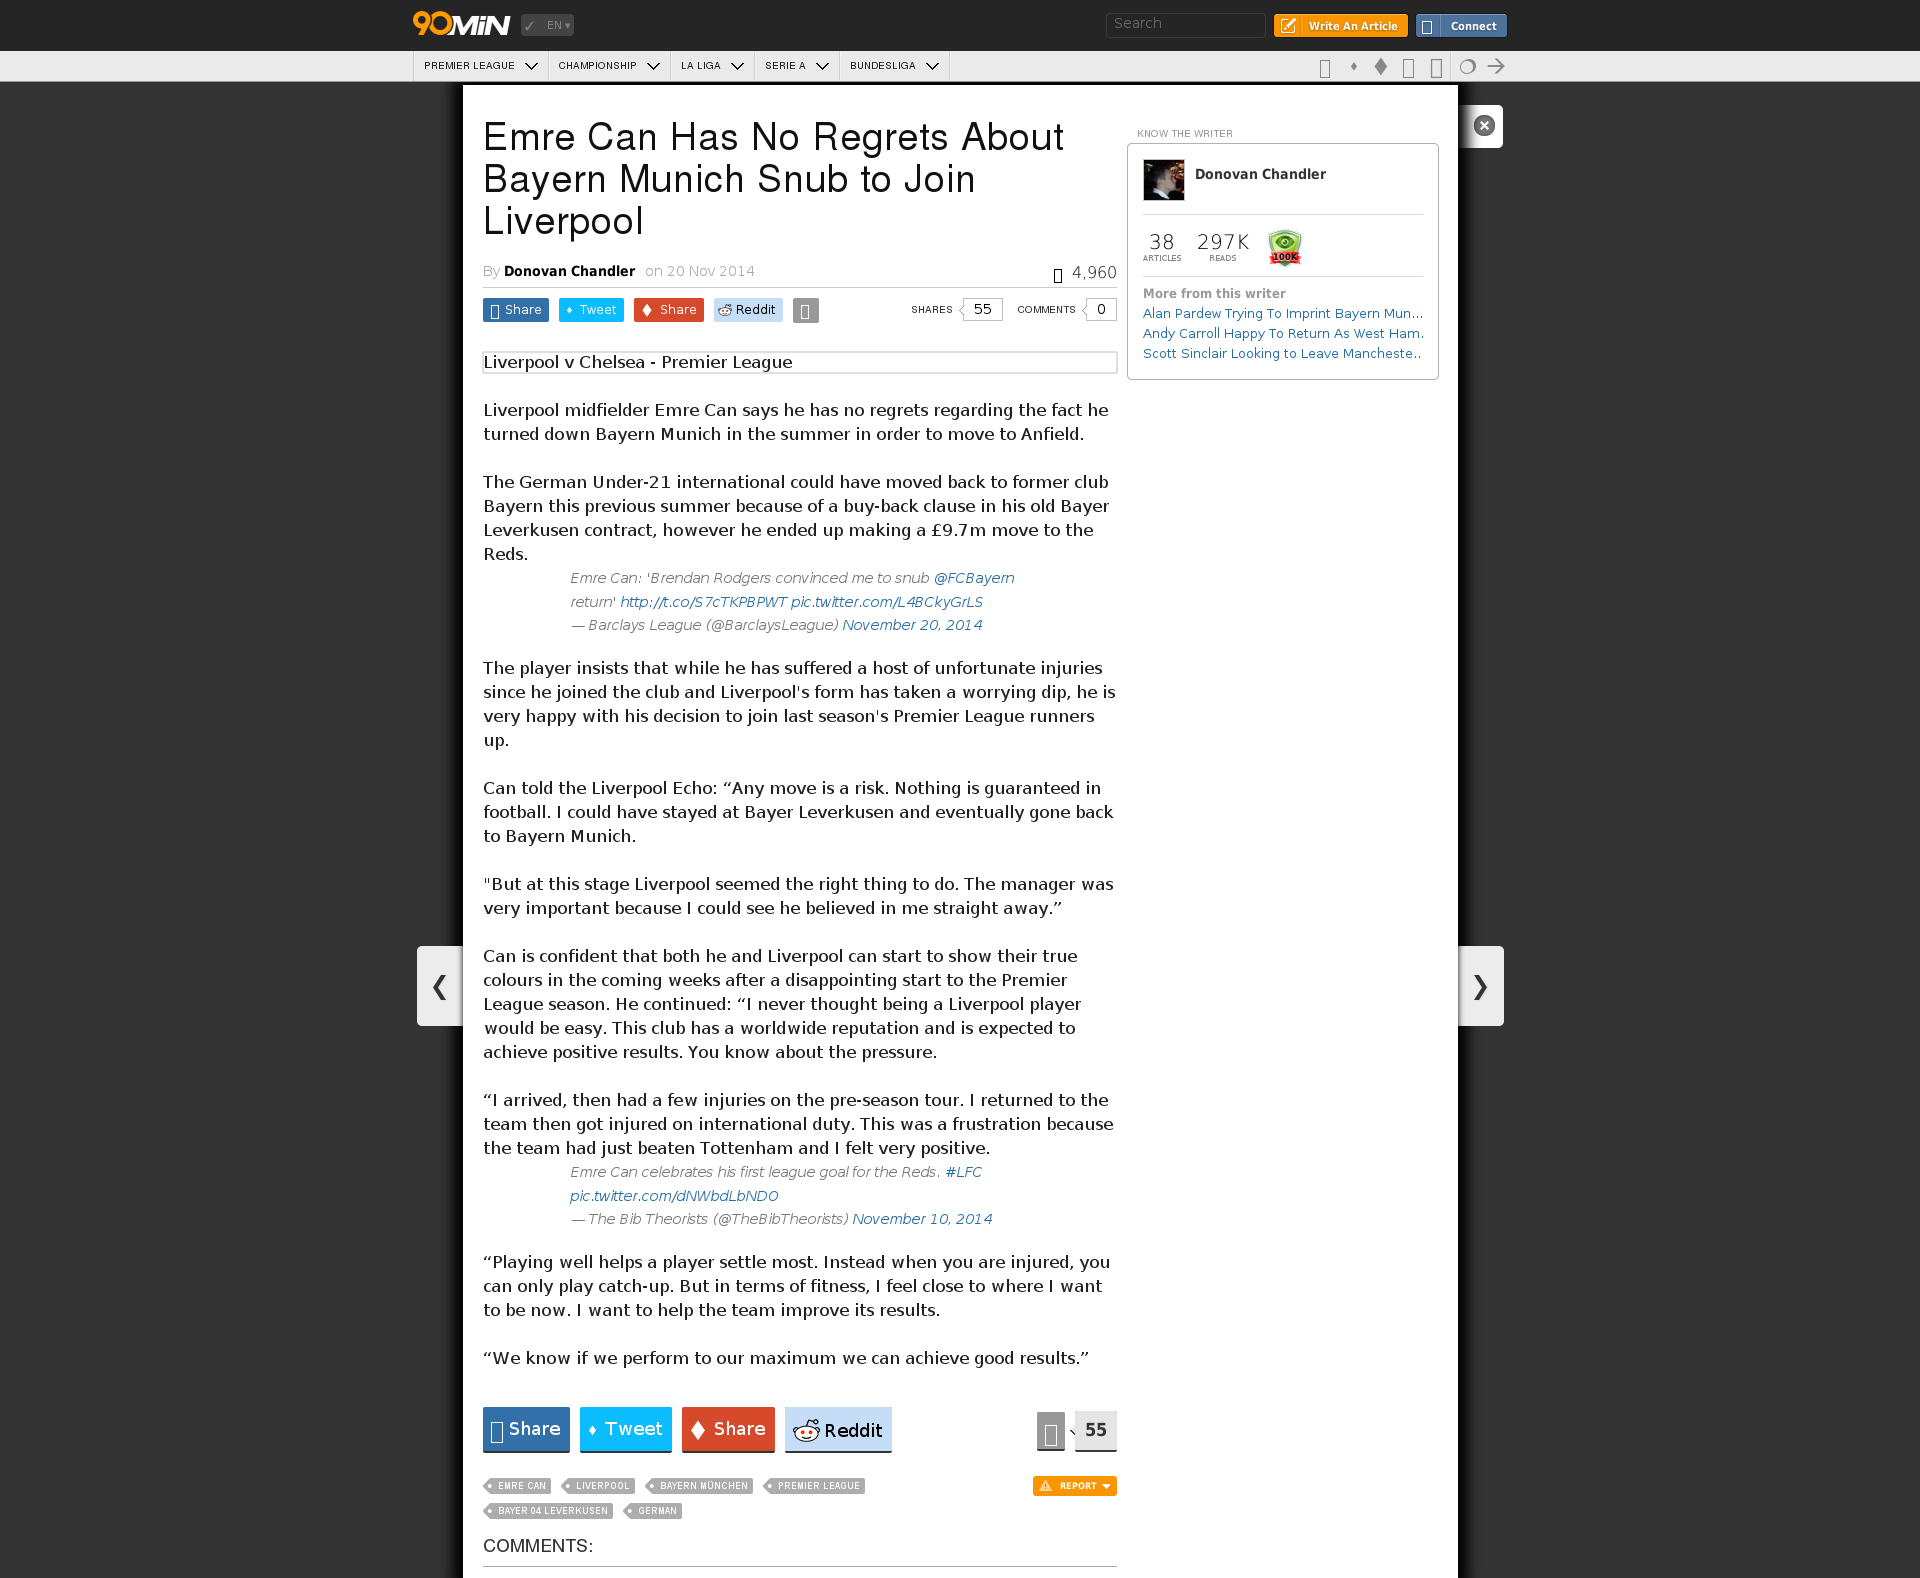 90MiN
EN
Search
Write An Article
Connect
PREMIER LEAGUE
CHAMPIONSHIP
LA LIGA
SERIE A
BUNDESLIGA
Emre Can Has No Regrets About
Bayern Munich Snub to Join
Liverpool
By Donovan Chandler on 20 Nov 2014
4,960
Share
Tweet
Share
Reddit
SHARES 55
COMMENTS 0
KNOW THE WRITER
Donovan Chandler
38
ARTICLES
297K
READS
100K
More from this writer
Alan Pardew Trying To Imprint Bayern Mun...
Andy Carroll Happy To Return As West Ham.
Scott Sinclair Looking to Leave Mancheste..
Liverpool v Chelsea - Premier League
Liverpool midfielder Emre Can says he has no regrets regarding the fact he
turned down Bayern Munich in the summer in order to move to Anfield.
The German Under-21 international could have moved back to former club
Bayern this previous summer because of a buy-back clause in his old Bayer
Leverkusen contract, however he ended up making a £9.7m move to the
Reds.
Emre Can: 'Brendan Rodgers convinced me to snub @FCBayern
return' http://t.co/S7cTKPBPWT pic.twitter.com/L4BCkyGrLS
— Barclays League (@BarclaysLeague) November 20, 2014
The player insists that while he has suffered a host of unfortunate injuries
since he joined the club and Liverpool's form has taken a worrying dip, he is
very happy with his decision to join last season's Premier League runners
up.
Can told the Liverpool Echo: “Any move is a risk. Nothing is guaranteed in
football. I could have stayed at Bayer Leverkusen and eventually gone back
to Bayern Munich.
"But at this stage Liverpool seemed the right thing to do. The manager was
very important because I could see he believed in me straight away.”
Can is confident that both he and Liverpool can start to show their true
colours in the coming weeks after a disappointing start to the Premier
League season. He continued: “I never thought being a Liverpool player
would be easy. This club has a worldwide reputation and is expected to
achieve positive results. You know about the pressure.
“I arrived, then had a few injuries on the pre-season tour. I returned to the
team then got injured on international duty. This was a frustration because
the team had just beaten Tottenham and I felt very positive.
Emre Can celebrates his first league goal for the Reds. #LFC
pic.twitter.com/dNWbdLbNDO
— The Bib Theorists (@TheBibTheorists) November 10, 2014
“Playing well helps a player settle most. Instead when you are injured, you
can only play catch-up. But in terms of fitness, I feel close to where I want
to be now. I want to help the team improve its results.
“We know if we perform to our maximum we can achieve good results.”
Share
Tweet
Share
Reddit
55
EMRE CAN
LIVERPOOL
BAYERN MÜNCHEN
PREMIER LEAGUE
REPORT
BAYER 04 LEVERKUSEN
GERMAN
COMMENTS: